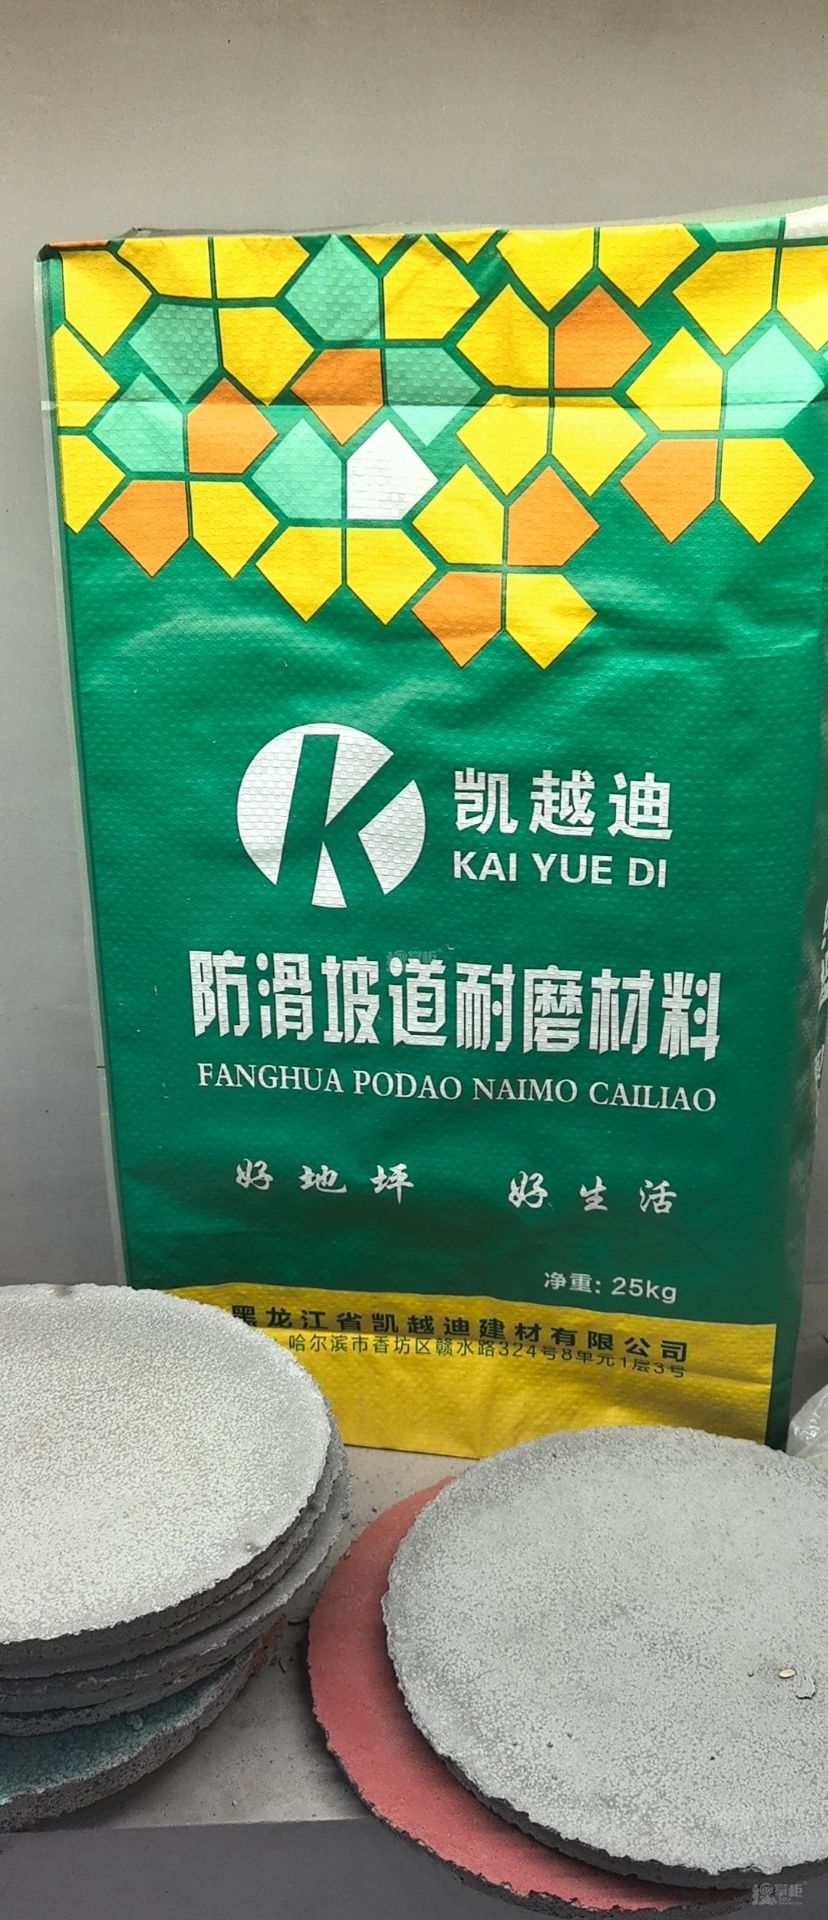 凯越迪
KAI YUE DI
防滑坡道耐磨材料
FANGHUA PODAO NAIMO CAILIAO
好地坪 好生活
净重: 25kg
黑龙江省凯越迪建材有限公司
哈尔滨市香坊区赣水路324号8单元1层3号